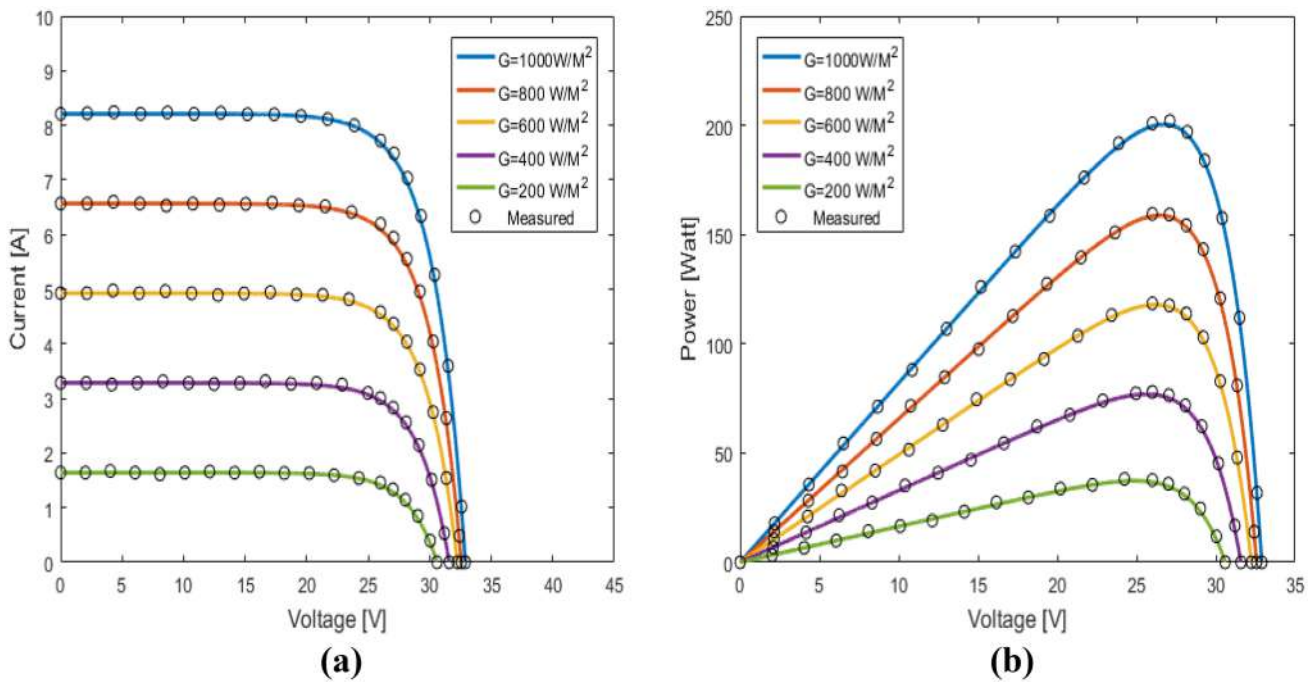 10
9
8
7
6
5
4
3
2
1
0
Current [A]
0 5 10 15 20 25 30 35 40 45
Voltage [V]
G=1000W/M²
G=800 W/M²
G=600 W/M²
G=400 W/M²
G=200 W/M²
Measured
(a)
250
200
150
100
50
0
Power [Watt]
0 5 10 15 20 25 30 35
Voltage [V]
G=1000W/M²
G=800 W/M²
G=600 W/M²
G=400 W/M²
G=200 W/M²
Measured
(b)